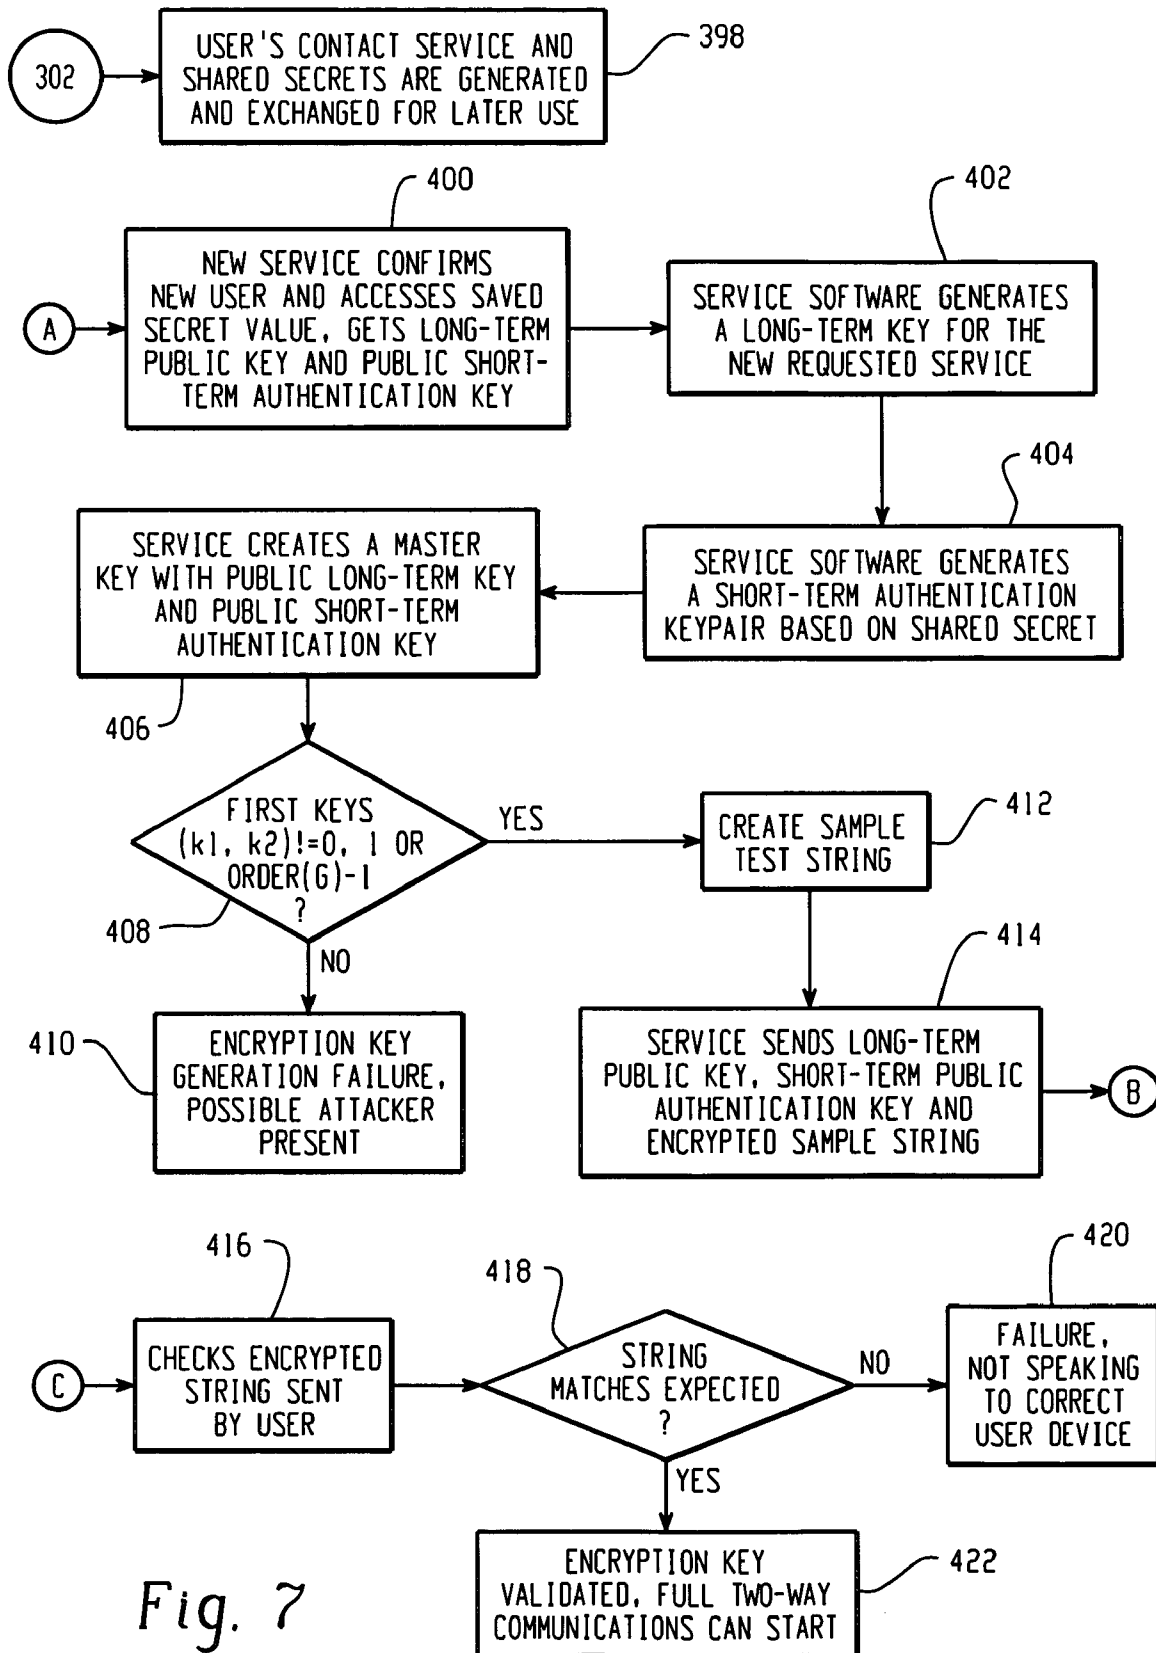 302
USER'S CONTACT SERVICE AND
SHARED SECRETS ARE GENERATED
AND EXCHANGED FOR LATER USE
398
400
A
NEW SERVICE CONFIRMS
NEW USER AND ACCESSES SAVED
SECRET VALUE, GETS LONG-TERM
PUBLIC KEY AND PUBLIC SHORT-
TERM AUTHENTICATION KEY
402
SERVICE SOFTWARE GENERATES
A LONG-TERM KEY FOR THE
NEW REQUESTED SERVICE
404
SERVICE SOFTWARE GENERATES
A SHORT-TERM AUTHENTICATION
KEYPAIR BASED ON SHARED SECRET
SERVICE CREATES A MASTER
KEY WITH PUBLIC LONG-TERM KEY
AND PUBLIC SHORT-TERM
AUTHENTICATION KEY
406
FIRST KEYS
(k1, k2)!=0, 1 OR
ORDER(G)-1
?
408
YES
NO
CREATE SAMPLE
TEST STRING
412
410
ENCRYPTION KEY
GENERATION FAILURE,
POSSIBLE ATTACKER
PRESENT
414
SERVICE SENDS LONG-TERM
PUBLIC KEY, SHORT-TERM PUBLIC
AUTHENTICATION KEY AND
ENCRYPTED SAMPLE STRING
B
416
C
CHECKS ENCRYPTED
STRING SENT
BY USER
418
STRING
MATCHES EXPECTED
?
NO
YES
420
FAILURE,
NOT SPEAKING
TO CORRECT
USER DEVICE
ENCRYPTION KEY
VALIDATED, FULL TWO-WAY
COMMUNICATIONS CAN START
422
Fig. 7